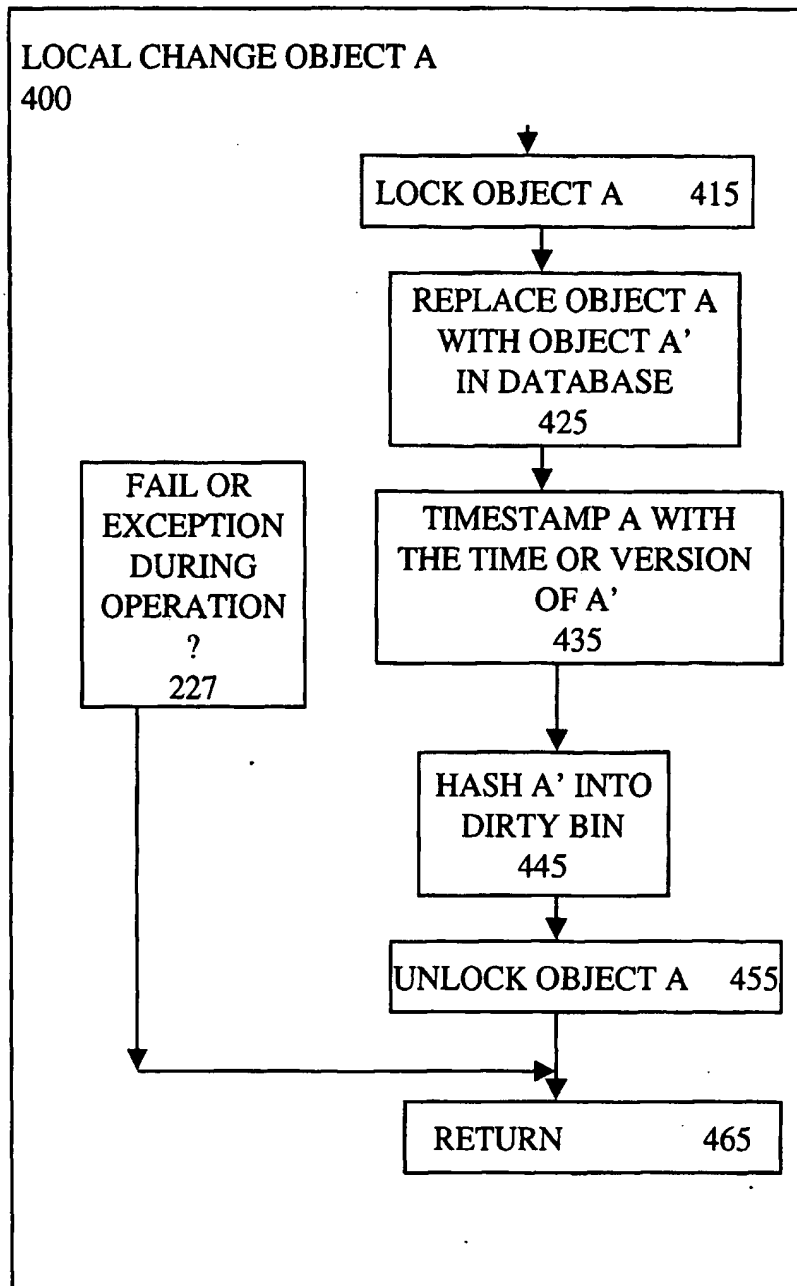 LOCAL CHANGE OBJECT A
400
LOCK OBJECT A 415
REPLACE OBJECT A
WITH OBJECT A'
IN DATABASE
425
FAIL OR
EXCEPTION
DURING
OPERATION
?
227
TIMESTAMP A WITH
THE TIME OR VERSION
OF A'
435
HASH A' INTO
DIRTY BIN
445
UNLOCK OBJECT A 455
RETURN 465